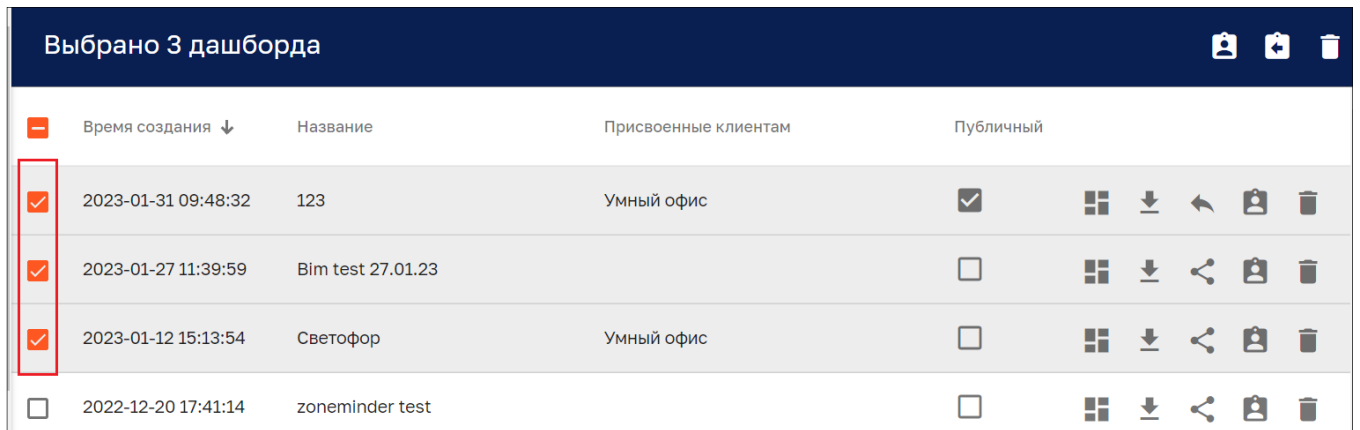 Выбрано 3 дашборда
Время создания Название Присвоенные клиентам Публичный
2023-01-31 09:48:32 123 Умный офис
2023-01-27 11:39:59 Bim test 27.01.23
2023-01-12 15:13:54 Светофор Умный офис
2022-12-20 17:41:14 zoneminder test